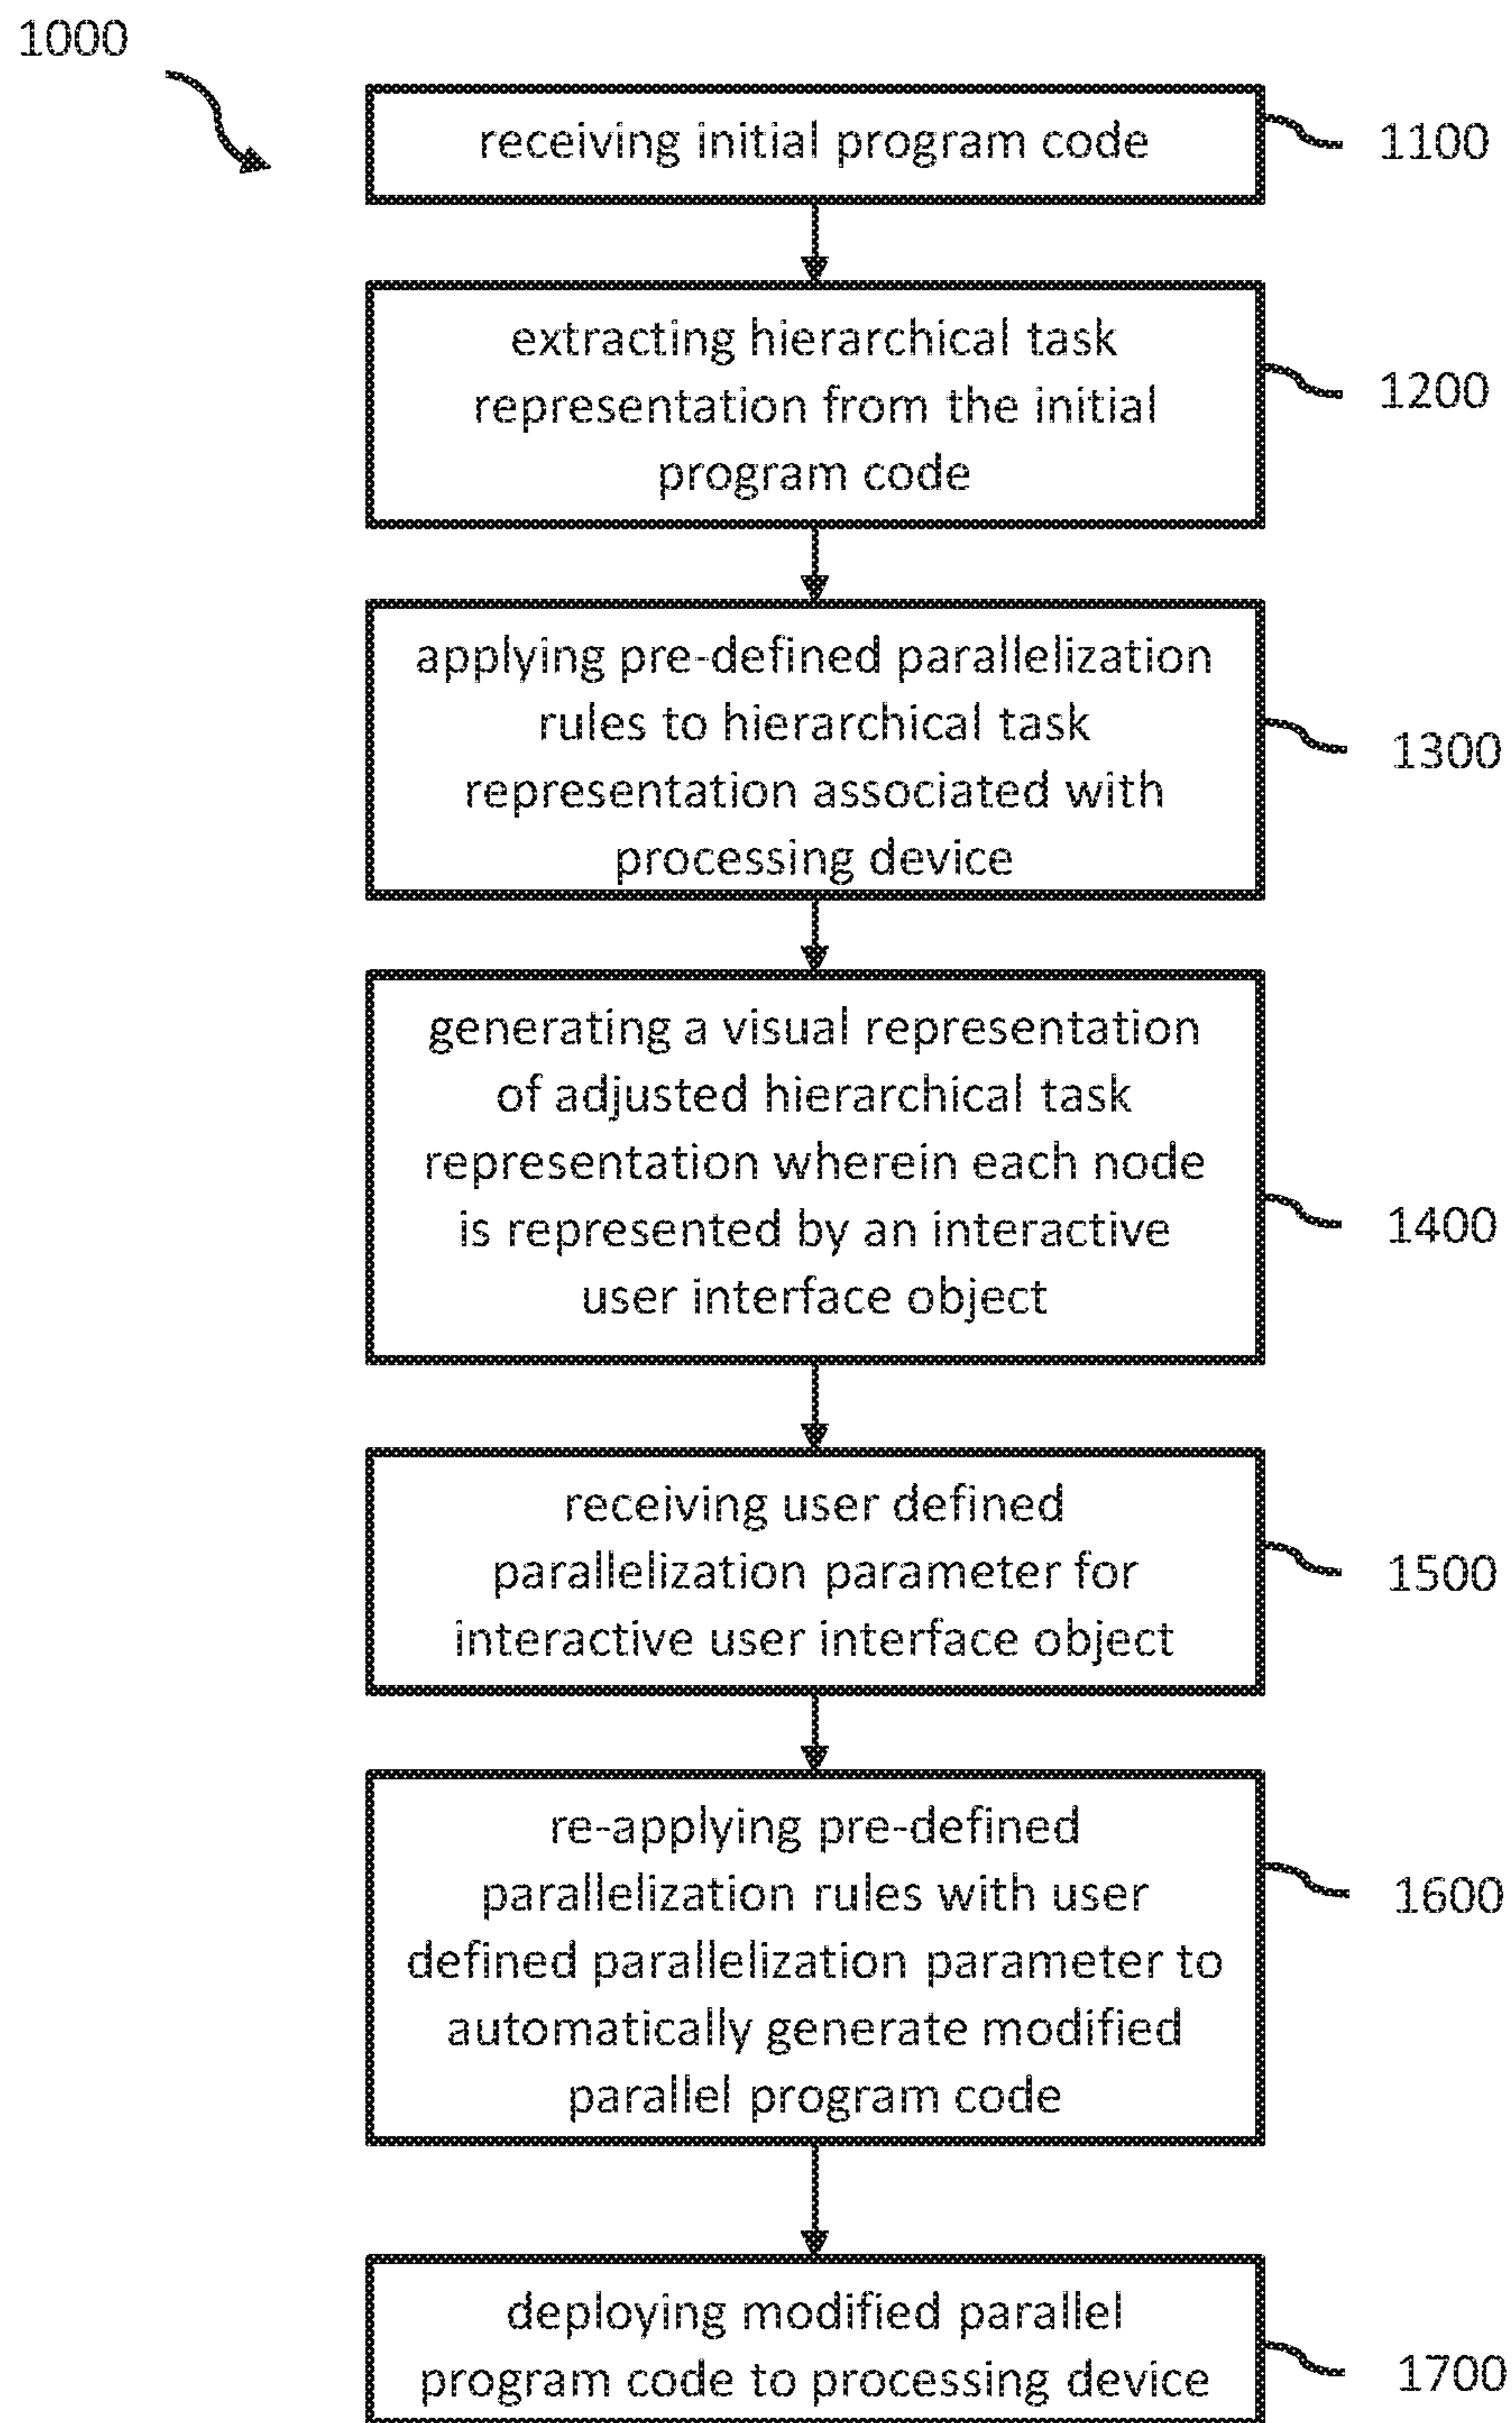 1000
receiving initial program code
1100
extracting hierarchical task
representation from the initial
program code
1200
applying pre-defined parallelization
rules to hierarchical task
representation associated with
processing device
1300
generating a visual representation
of adjusted hierarchical task
representation wherein each node
is represented by an interactive
user interface object
1400
receiving user defined
parallelization parameter for
interactive user interface object
1500
re-applying pre-defined
parallelization rules with user
defined parallelization parameter to
automatically generate modified
parallel program code
1600
deploying modified parallel
program code to processing device
1700